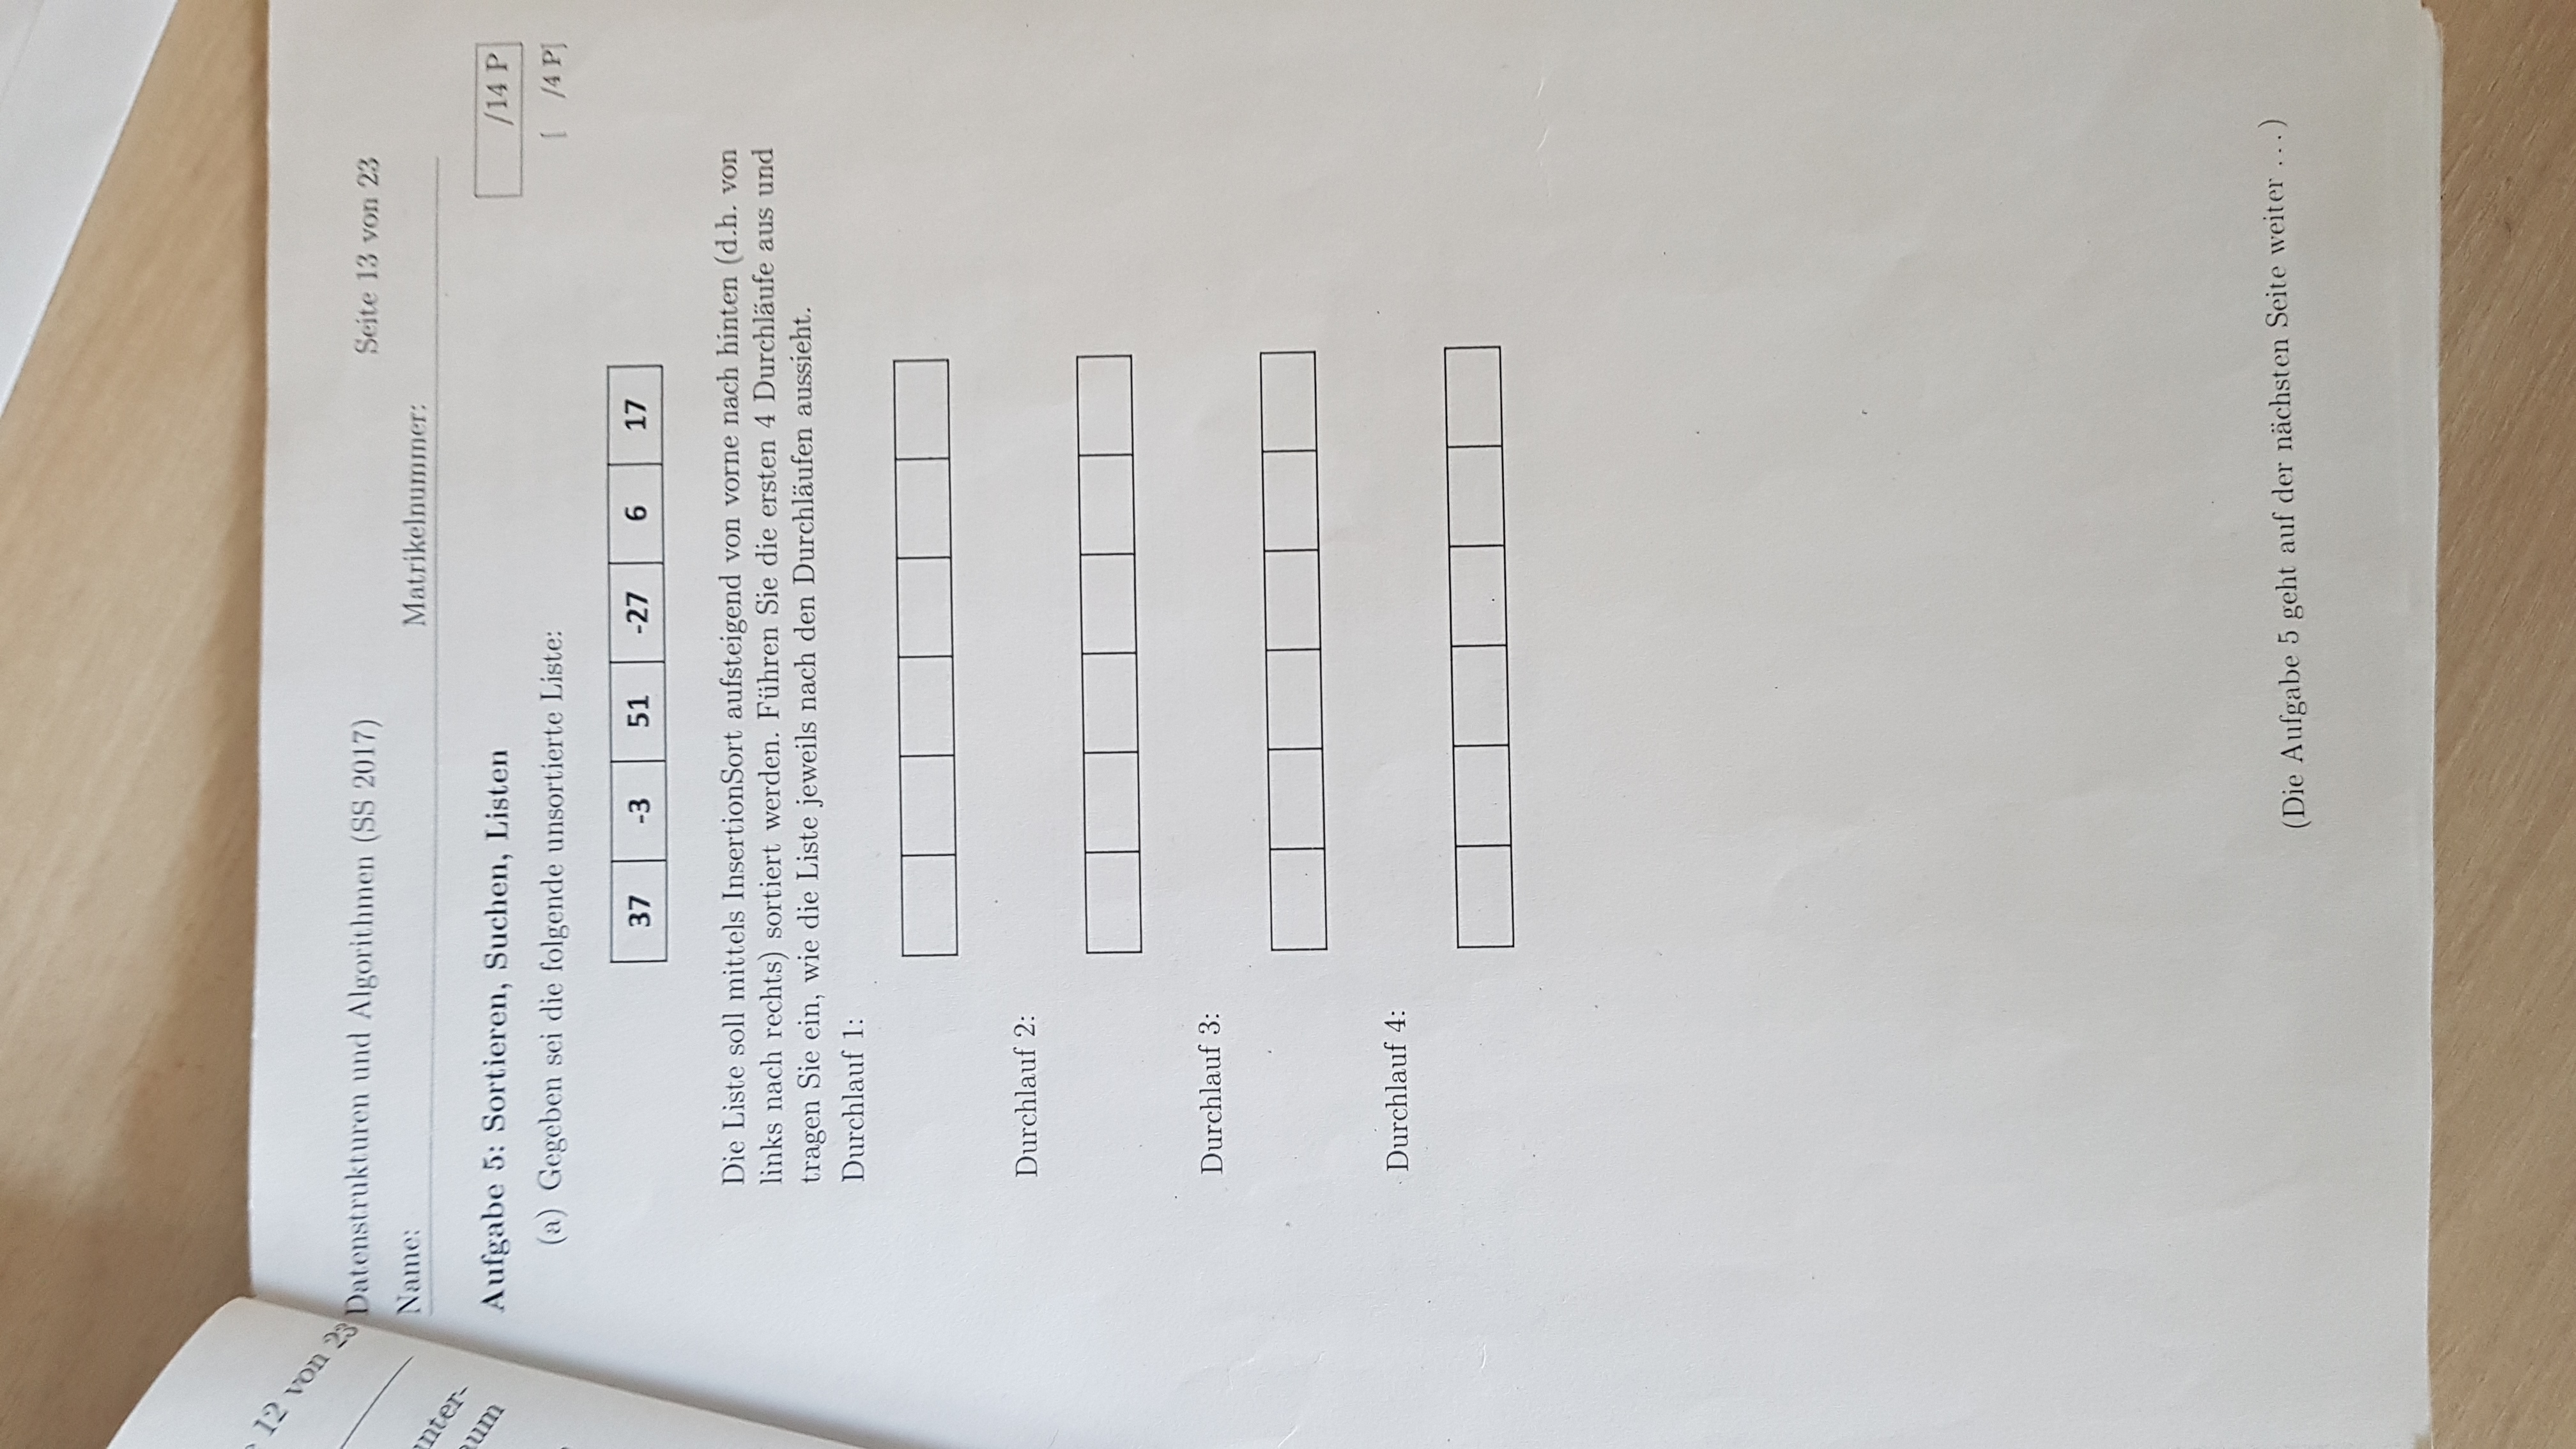 12 von 23
nter-
um
Datenstrukturen und Algorithmen (SS 2017) Seite 13 von 23
Name: Matrikelnummer:
Aufgabe 5: Sortieren, Suchen, Listen /14 P
(a) Gegeben sei die folgende unsortierte Liste: [ /4 P]
37 -3 51 -27 6 17
Die Liste soll mittels InsertionSort aufsteigend von vorne nach hinten (d.h. von
links nach rechts) sortiert werden. Führen Sie die ersten 4 Durchläufe aus und
tragen Sie ein, wie die Liste jeweils nach den Durchläufen aussieht.
Durchlauf 1:
Durchlauf 2:
Durchlauf 3:
Durchlauf 4:
(Die Aufgabe 5 geht auf der nächsten Seite weiter ...)